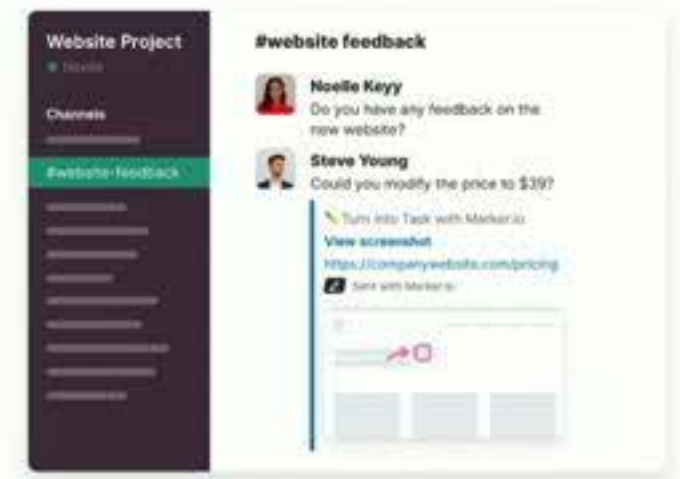 Website Project
Noelle
Channels
#website-feedback
#website feedback
Noelle Keyy
Do you have any feedback on the
new website?
Steve Young
Could you modify the price to $39?
Turn into Task with Marker.io
View screenshot
https://companywebsite.com/pricing
Sent with Marker.io